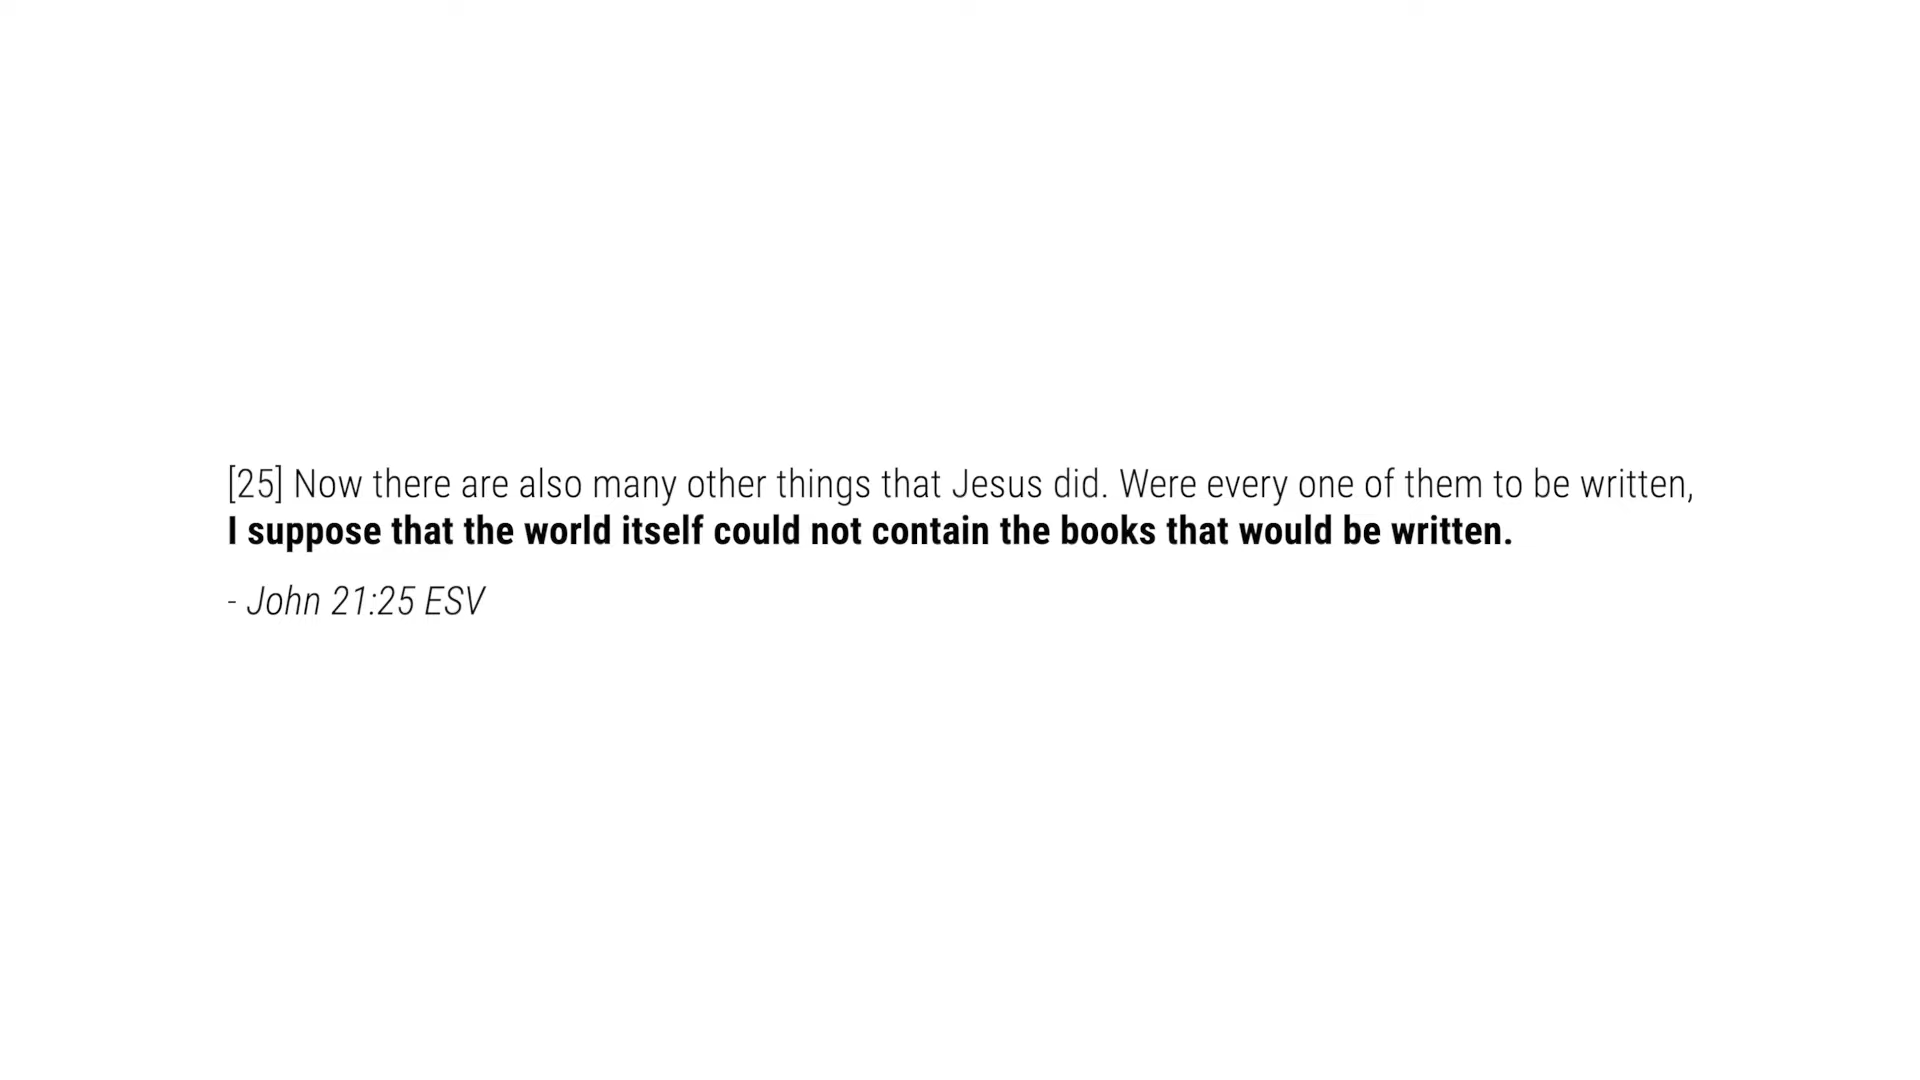 [25] Now there are also many other things that Jesus did. Were every one of them to be written,
I suppose that the world itself could not contain the books that would be written.
- John 21:25 ESV